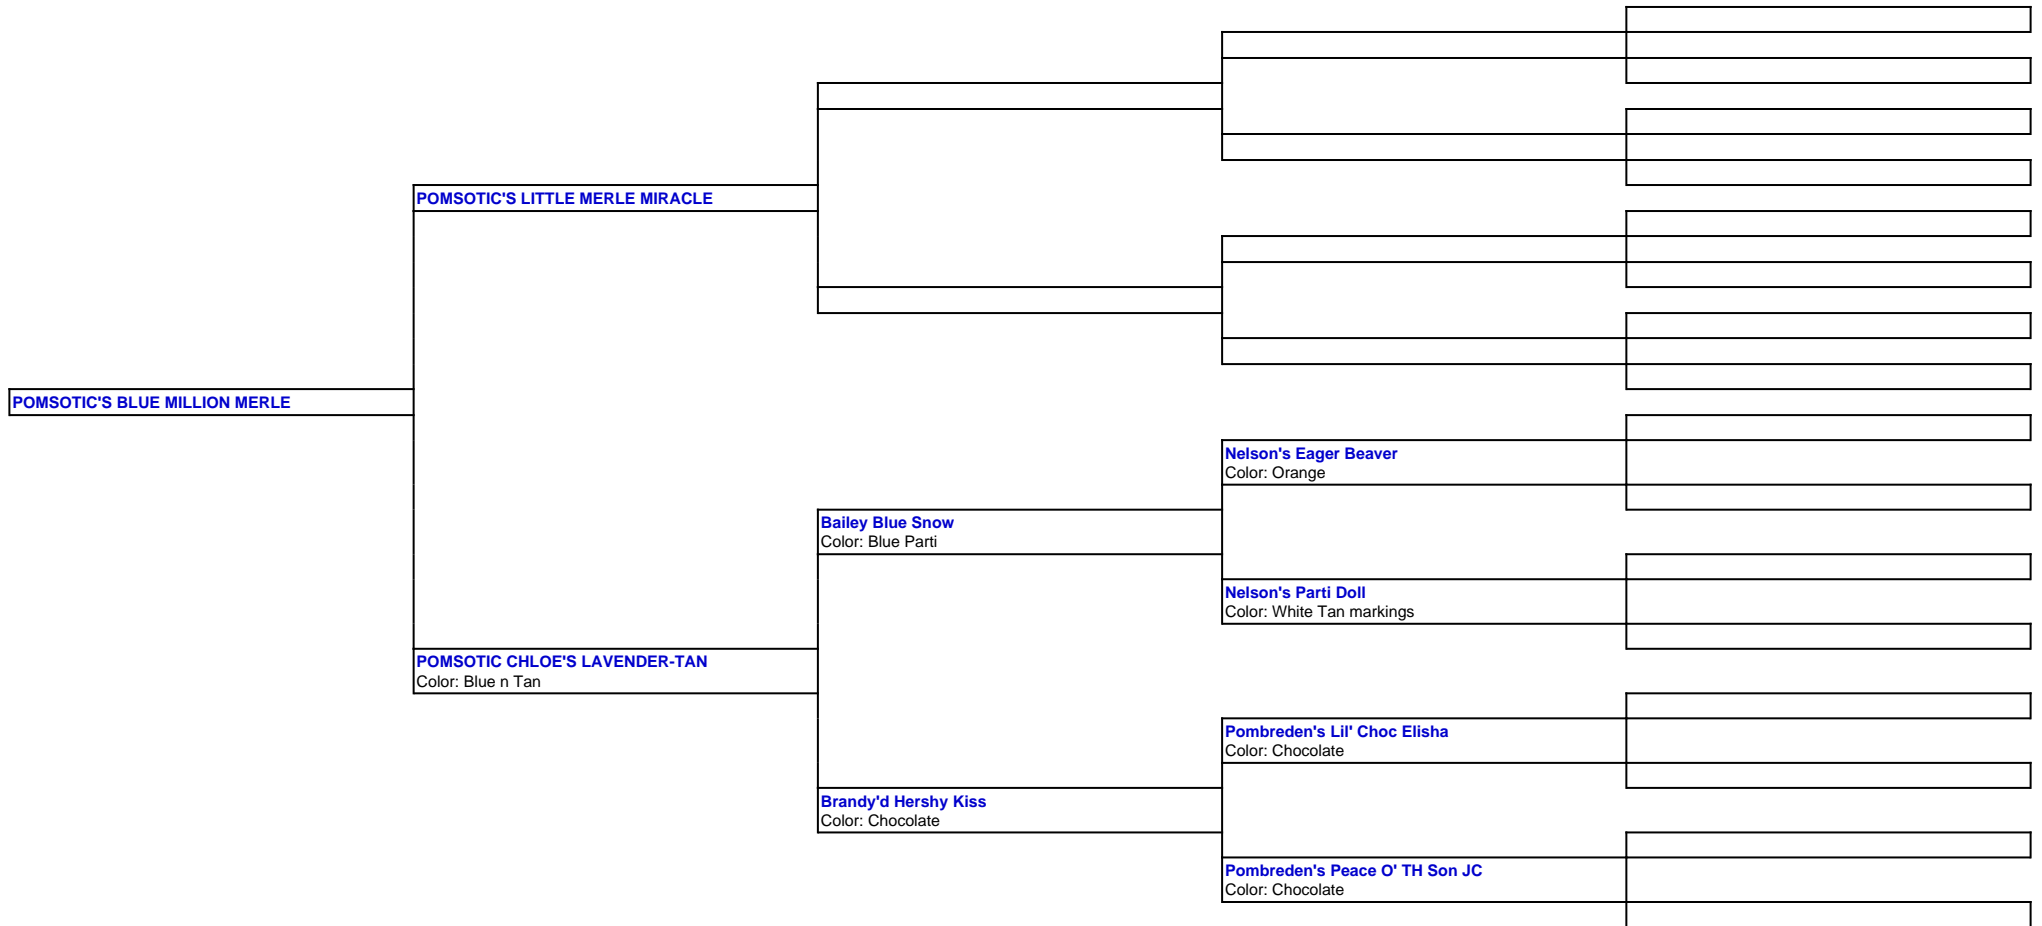 POMSOTIC'S LITTLE MERLE MIRACLE
POMSOTIC'S BLUE MILLION MERLE
Nelson's Eager Beaver
Color: Orange
Bailey Blue Snow
Color: Blue Parti
Nelson's Parti Doll
Color: White Tan markings
POMSOTIC CHLOE'S LAVENDER-TAN
Color: Blue n Tan
Pombreden's Lil' Choc Elisha
Color: Chocolate
Brandy'd Hershy Kiss
Color: Chocolate
Pombreden's Peace O' TH Son JC
Color: Chocolate